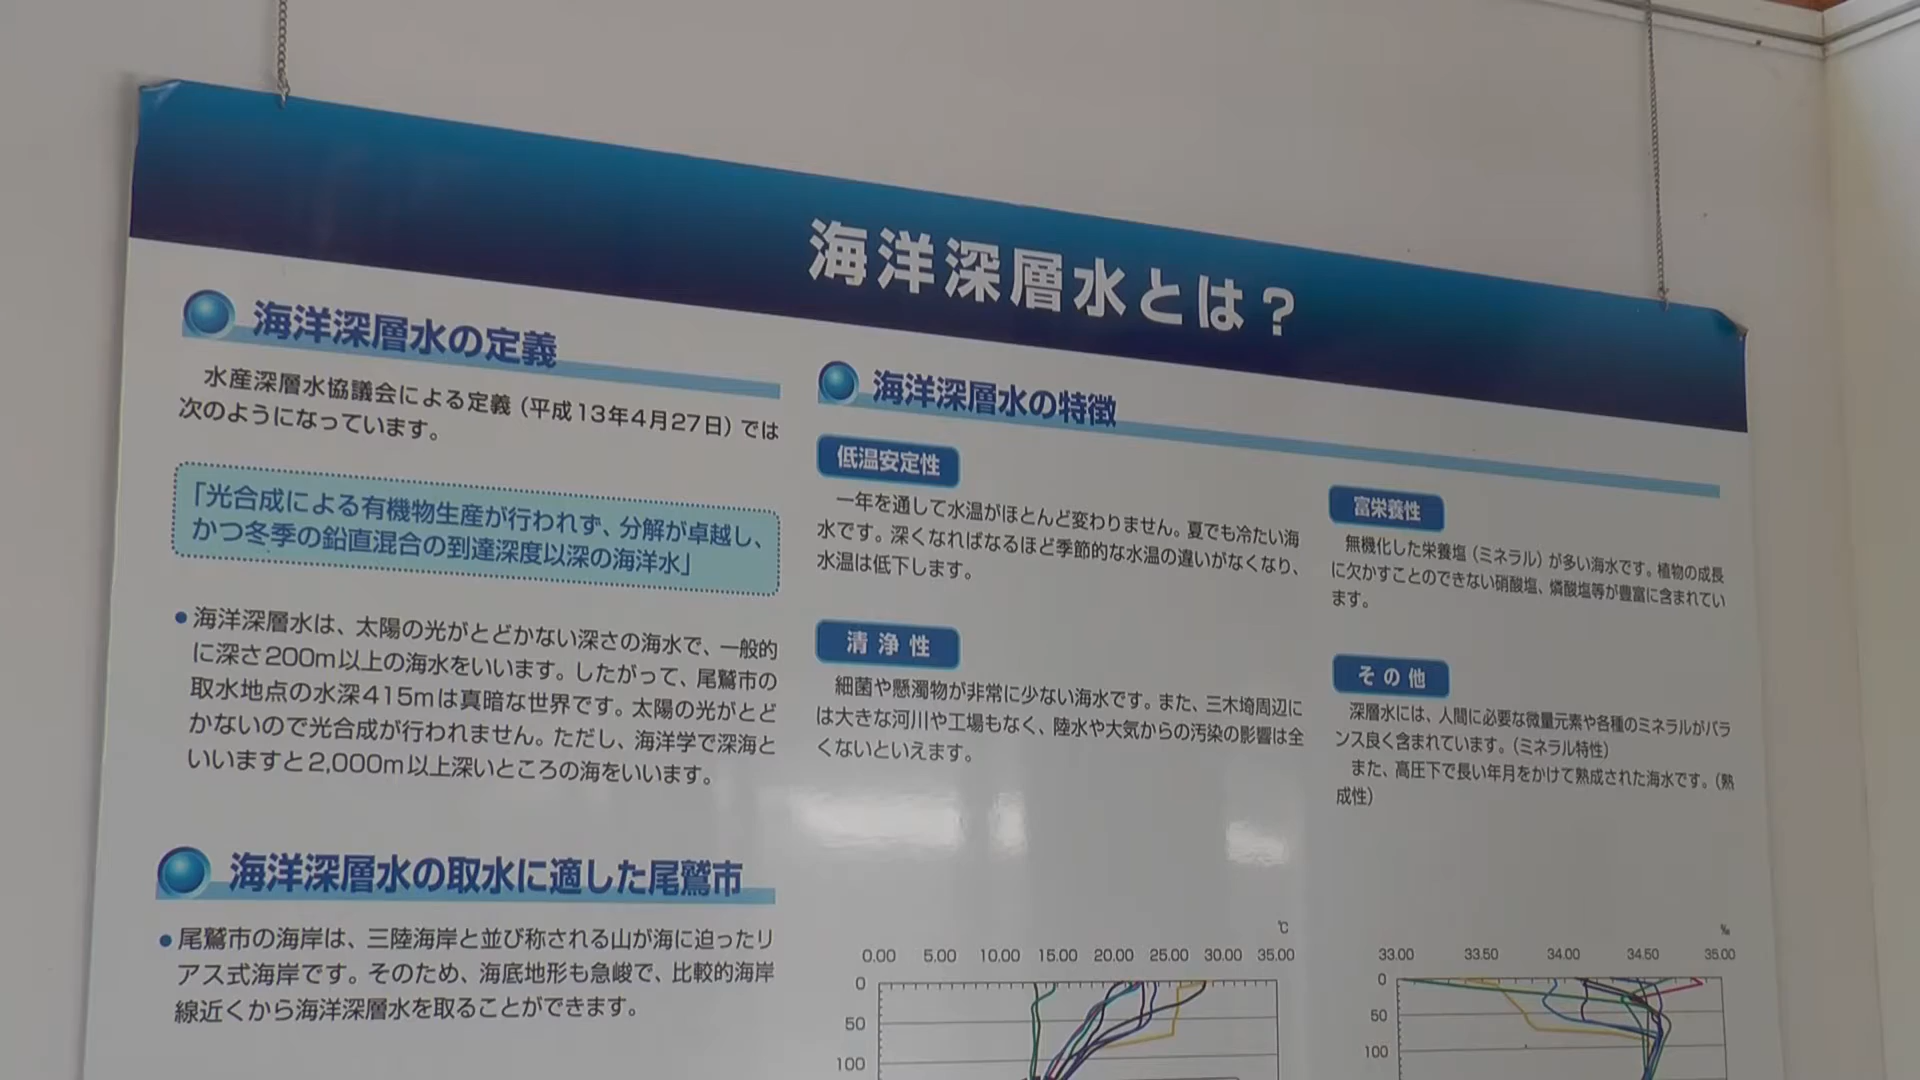 海洋深層水とは？
海洋深層水の定義
水産深層水協議会による定義（平成13年4月27日）では
次のようになっています。
「光合成による有機物生産が行われず、分解が卓越し、
かつ冬季の鉛直混合の到達深度以深の海洋水」
●海洋深層水は、太陽の光がとどかない深さの海水で、一般的
に深さ200m以上の海水をいいます。したがって、尾鷲市の
取水地点の水深415mは真暗な世界です。太陽の光がとど
かないので光合成が行われません。ただし、海洋学で深海と
いいますと2,000m以上深いところの海をいいます。
海洋深層水の取水に適した尾鷲市
●尾鷲市の海岸は、三陸海岸と並び称される山が海に迫ったリ
アス式海岸です。そのため、海底地形も急峻で、比較的海岸
線近くから海洋深層水を取ることができます。
海洋深層水の特徴
低温安定性
一年を通して水温がほとんど変わりません。夏でも冷たい海
水です。深くなればなるほど季節的な水温の違いがなくなり、
水温は低下します。
清浄性
細菌や懸濁物が非常に少ない海水です。また、三木埼周辺に
は大きな河川や工場もなく、陸水や大気からの汚染の影響は全
くないといえます。
富栄養性
無機化した栄養塩（ミネラル）が多い海水です。植物の成長
に欠かすことのできない硝酸塩、燐酸塩等が豊富に含まれてい
ます。
その他
深層水には、人間に必要な微量元素や各種のミネラルがバラ
ンス良く含まれています。（ミネラル特性）
また、高圧下で長い年月をかけて熟成された海水です。（熟
成性）
℃
0.00 5.00 10.00 15.00 20.00 25.00 30.00 35.00
0
50
100
‰
33.00 33.50 34.00 34.50 35.00
0
50
100